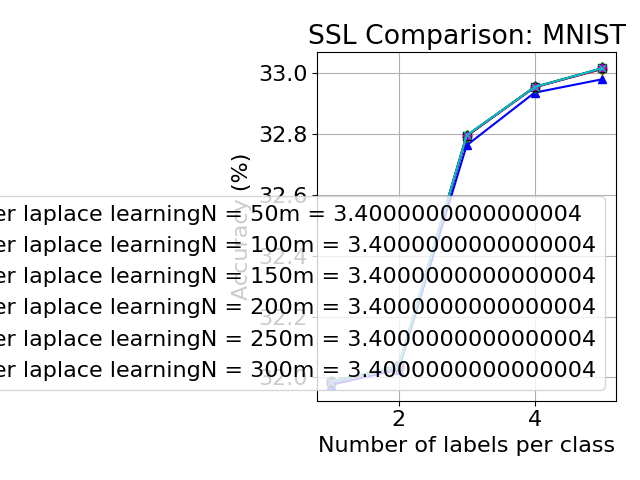 SSL Comparison: MNIST
33.0
32.8
32.6
32.4
32.2
32.0
Accuracy (%)
er laplace learningN = 50m = 3.4000000000000004
er laplace learningN = 100m = 3.4000000000000004
er laplace learningN = 150m = 3.4000000000000004
er laplace learningN = 200m = 3.4000000000000004
er laplace learningN = 250m = 3.4000000000000004
er laplace learningN = 300m = 3.4000000000000004
2 4
Number of labels per class